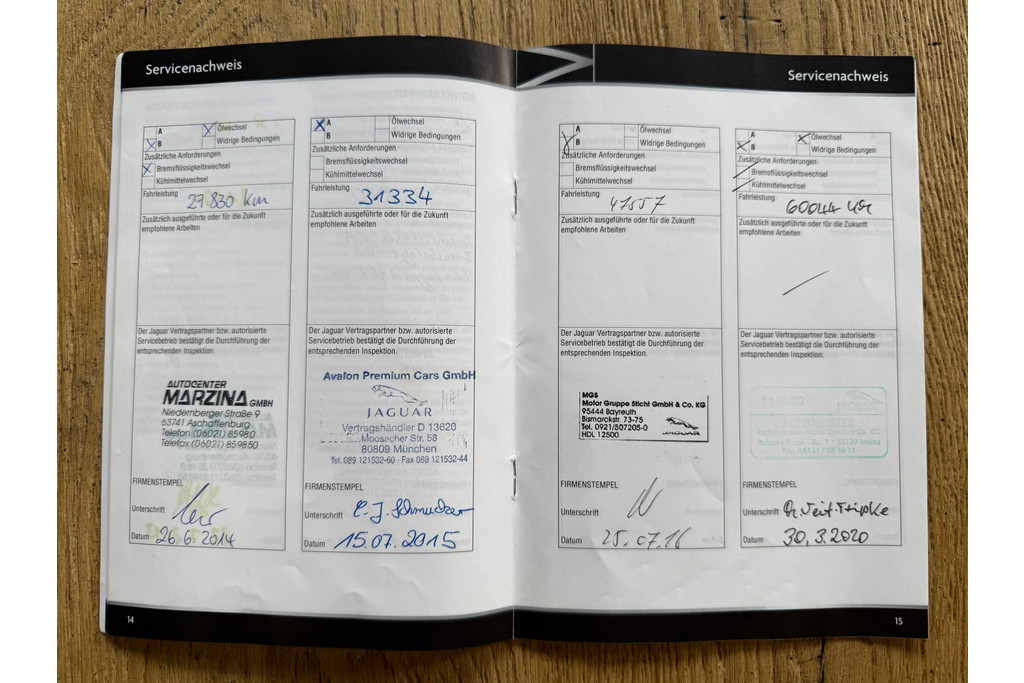 Servicenachweis
A
B
Ölwechsel
Widrige Bedingungen
Zusätzliche Anforderungen
Bremsflüssigkeitswechsel
Kühlmittelwechsel
Fahrleistung
27.830 km
Zusätzlich ausgeführte oder für die Zukunft
empfohlene Arbeiten
Der Jaguar Vertragspartner bzw. autorisierte
Servicebetrieb bestätigt die Durchführung der
entsprechenden Inspektion.
AUTOCENTER
MARZINA GMBH
Niedernberger Straße 9
63741 Aschaffenburg
Telefon (06021) 85980
Telefax (06021) 859850
FIRMENSTEMPEL
Unterschrift
Datum 26.6.2014
A
B
Ölwechsel
Widrige Bedingungen
Zusätzliche Anforderungen
Bremsflüssigkeitswechsel
Kühlmittelwechsel
Fahrleistung
31334
Zusätzlich ausgeführte oder für die Zukunft
empfohlene Arbeiten
Der Jaguar Vertragspartner bzw. autorisierte
Servicebetrieb bestätigt die Durchführung der
entsprechenden Inspektion.
Avalon Premium Cars GmbH
JAGUAR
Vertragshändler D 13620
Moosacher Str. 58
80809 München
Tel. 089 121532-60 · Fax 089 121532-44
FIRMENSTEMPEL
Unterschrift
Datum 15.07.2015
14
Servicenachweis
A
B
Ölwechsel
Widrige Bedingungen
Zusätzliche Anforderungen
Bremsflüssigkeitswechsel
Kühlmittelwechsel
Fahrleistung
Zusätzlich ausgeführte oder für die Zukunft
empfohlene Arbeiten
Der Jaguar Vertragspartner bzw. autorisierte
Servicebetrieb bestätigt die Durchführung der
entsprechenden Inspektion.
MGS
Motor Gruppe Sticht GmbH & Co. KG
95444 Bayreuth
Bismarckstr. 73-75
Tel. 0921/507205-0
HDL 12500
JAGUAR
FIRMENSTEMPEL
Unterschrift
Datum 25.07.16
A
B
Ölwechsel
Widrige Bedingungen
Zusätzliche Anforderungen
Bremsflüssigkeitswechsel
Kühlmittelwechsel
Fahrleistung
60044 km
Zusätzlich ausgeführte oder für die Zukunft
empfohlene Arbeiten
Der Jaguar Vertragspartner bzw. autorisierte
Servicebetrieb bestätigt die Durchführung der
entsprechenden Inspektion.
JAGUAR
FIRMENSTEMPEL
Unterschrift
Datum 30.3.2020
15